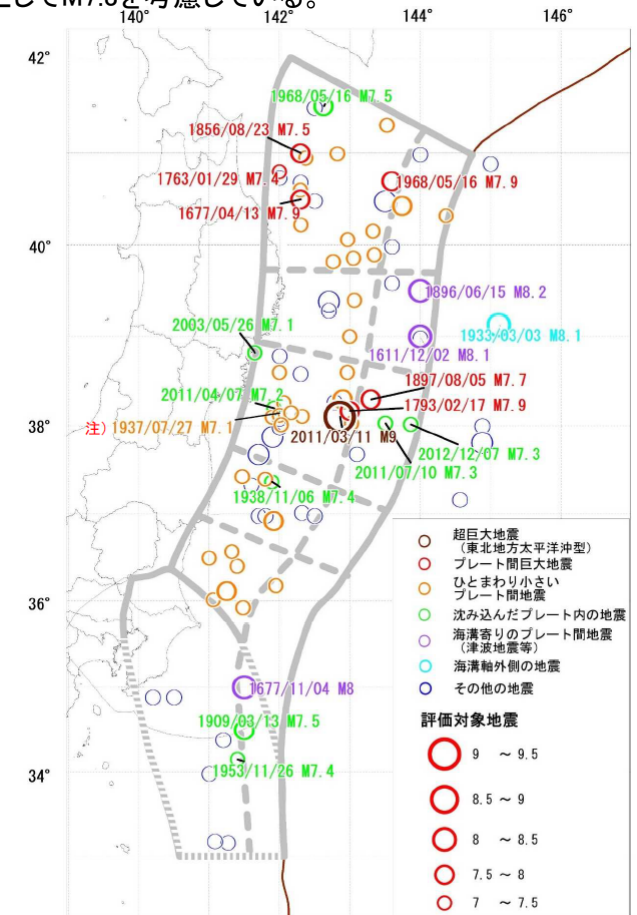 140° 142° 144° 146°
42°
1968/05/16 M7.5
1856/08/23 M7.5
1763/01/29 M7.4
1968/05/16 M7.9
1677/04/13 M7.9
40°
1896/06/15 M8.2
2003/05/26 M7.1
1933/03/03 M8.1
1611/12/02 M8.1
1897/08/05 M7.7
2011/04/07 M7.2
1793/02/17 M7.9
38°
注) 1937/07/27 M7.1
2011/03/11 M9
2012/12/07 M7.3
2011/07/10 M7.3
1938/11/06 M7.4
36°
1677/11/04 M8
1909/03/13 M7.5
1953/11/26 M7.4
34°
超巨大地震
(東北地方太平洋沖型)
プレート間巨大地震
ひとまわり小さい
プレート間地震
沈み込んだプレート内の地震
海溝寄りのプレート間地震
(津波地震等)
海溝軸外側の地震
その他の地震
評価対象地震
9 ~ 9.5
8.5 ~ 9
8 ~ 8.5
7.5 ~ 8
7 ~ 7.5